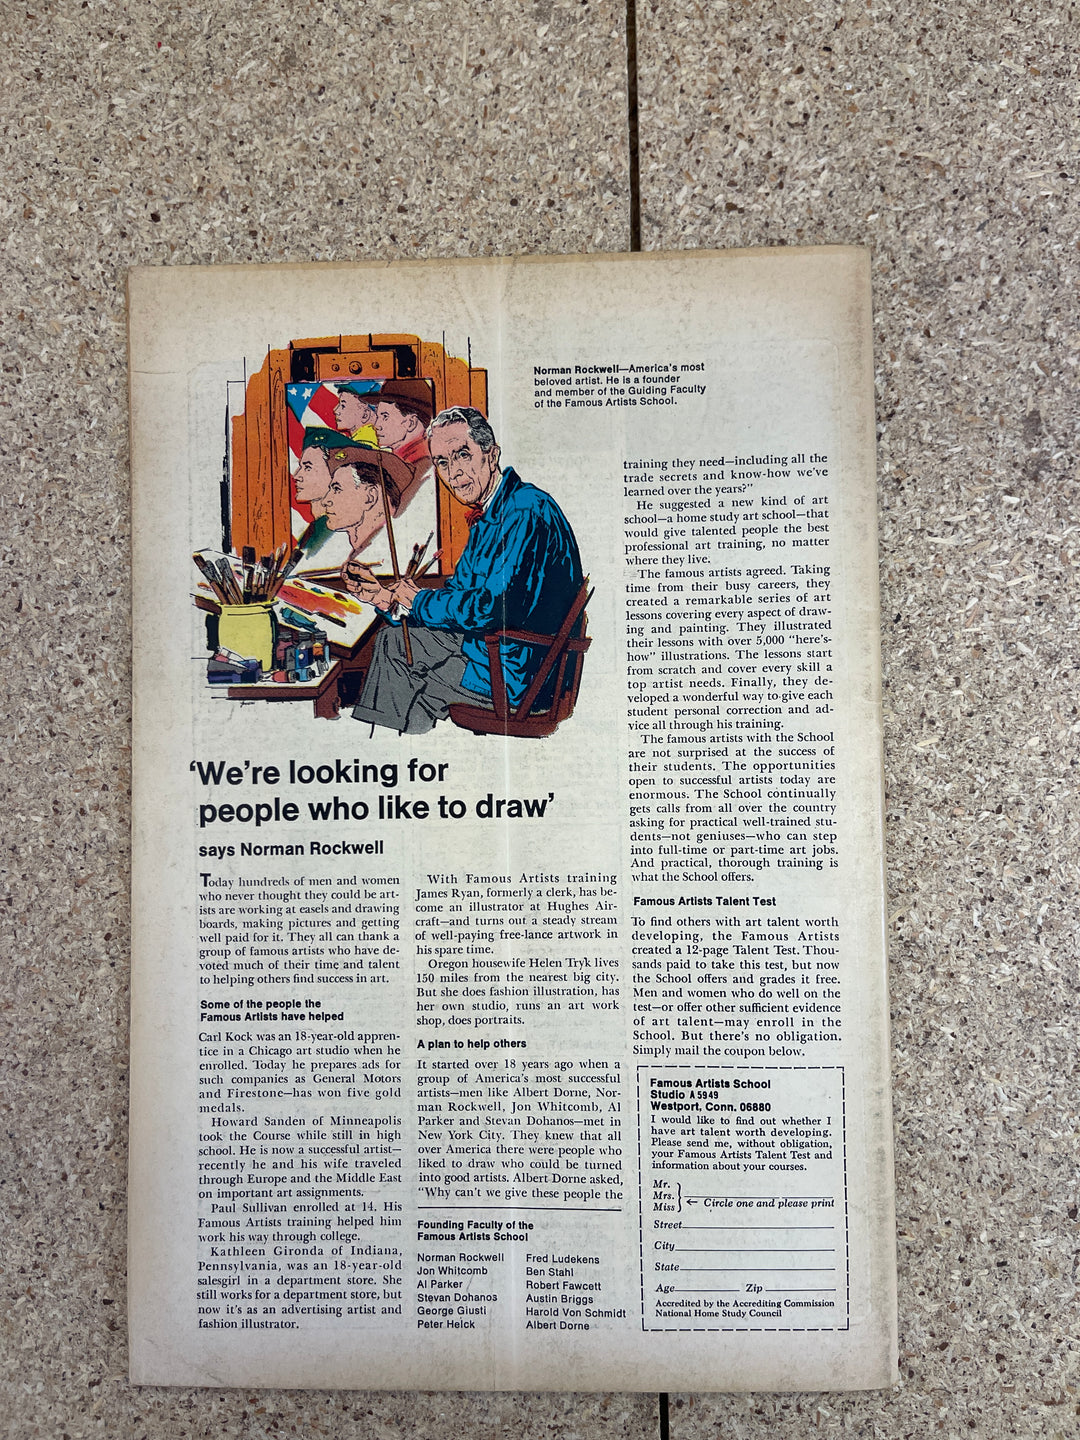 Norman Rockwell—America's most
beloved artist. He is a founder
and member of the Guiding Faculty
of the Famous Artists School.
'We're looking for
people who like to draw'
says Norman Rockwell
Today hundreds of men and women
who never thought they could be art-
ists are working at easels and drawing
boards, making pictures and getting
well paid for it. They all can thank a
group of famous artists who have de-
voted much of their time and talent
to helping others find success in art.
Some of the people the
Famous Artists have helped
Carl Kock was an 18-year-old appren-
tice in a Chicago art studio when he
enrolled. Today he prepares ads for
such companies as General Motors
and Firestone—has won five gold
medals.
Howard Sanden of Minneapolis
took the Course while still in high
school. He is now a successful artist—
recently he and his wife traveled
through Europe and the Middle East
on important art assignments.
Paul Sullivan enrolled at 14. His
Famous Artists training helped him
work his way through college.
Kathleen Gironda of Indiana,
Pennsylvania, was an 18-year-old
salesgirl in a department store. She
still works for a department store, but
now it's as an advertising artist and
fashion illustrator.
With Famous Artists training
James Ryan, formerly a clerk, has be-
come an illustrator at Hughes Air-
craft—and turns out a steady stream
of well-paying free-lance artwork in
his spare time.
Oregon housewife Helen Tryk lives
150 miles from the nearest big city.
But she does fashion illustration, has
her own studio, runs an art work
shop, does portraits.
A plan to help others
It started over 18 years ago when a
group of America's most successful
artists—men like Albert Dorne, Nor-
man Rockwell, Jon Whitcomb, Al
Parker and Stevan Dohanos—met in
New York City. They knew that all
over America there were people who
liked to draw who could be turned
into good artists. Albert Dorne asked,
"Why can't we give these people the
Founding Faculty of the
Famous Artists School
Norman Rockwell
Jon Whitcomb
Al Parker
Stevan Dohanos
George Giusti
Peter Helck
Fred Ludekens
Ben Stahl
Robert Fawcett
Austin Briggs
Harold Von Schmidt
Albert Dorne
training they need—including all the
trade secrets and know-how we've
learned over the years?"
He suggested a new kind of art
school—a home study art school—that
would give talented people the best
professional art training, no matter
where they live.
The famous artists agreed. Taking
time from their busy careers, they
created a remarkable series of art
lessons covering every aspect of draw-
ing and painting. They illustrated
their lessons with over 5,000 "here's-
how" illustrations. The lessons start
from scratch and cover every skill a
top artist needs. Finally, they de-
veloped a wonderful way to give each
student personal correction and ad-
vice all through his training.
The famous artists with the School
are not surprised at the success of
their students. The opportunities
open to successful artists today are
enormous. The School continually
gets calls from all over the country
asking for practical well-trained stu-
dents—not geniuses—who can step
into full-time or part-time art jobs.
And practical, thorough training is
what the School offers.
Famous Artists Talent Test
To find others with art talent worth
developing, the Famous Artists
created a 12-page Talent Test. Thou-
sands paid to take this test, but now
the School offers and grades it free.
Men and women who do well on the
test—or offer other sufficient evidence
of art talent—may enroll in the
School. But there's no obligation.
Simply mail the coupon below.
Famous Artists School
Studio A 5949
Westport, Conn. 06880
I would like to find out whether I
have art talent worth developing.
Please send me, without obligation,
your Famous Artists Talent Test and
information about your courses.
Mr.
Mrs.
Miss ← Circle one and please print
Street
City
State
Age Zip
Accredited by the Accrediting Commission
National Home Study Council